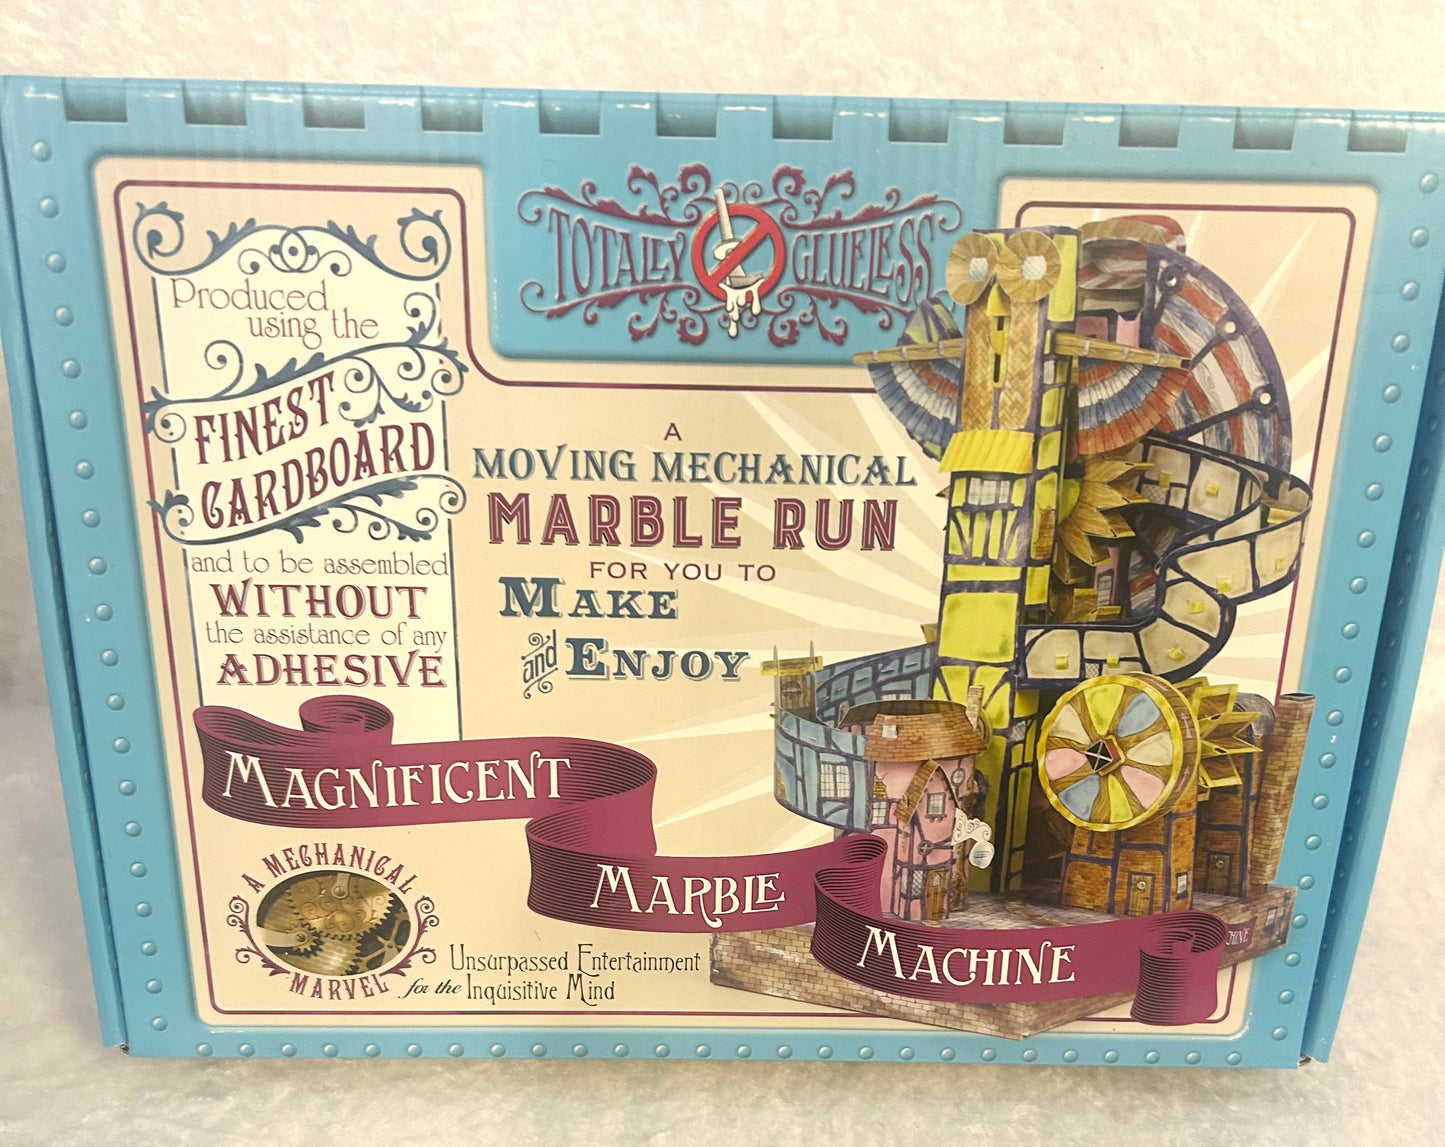 TOTALLY GLUELESS
Produced
using the
FINEST
CARDBOARD
and to be assembled
WITHOUT
the assistance of any
ADHESIVE
A
MOVING MECHANICAL
MARBLE RUN
FOR YOU TO
MAKE
and ENJOY
MAGNIFICENT
MARBLE
MACHINE
A MECHANICAL
MARVEL
Unsurpassed Entertainment
for the Inquisitive Mind